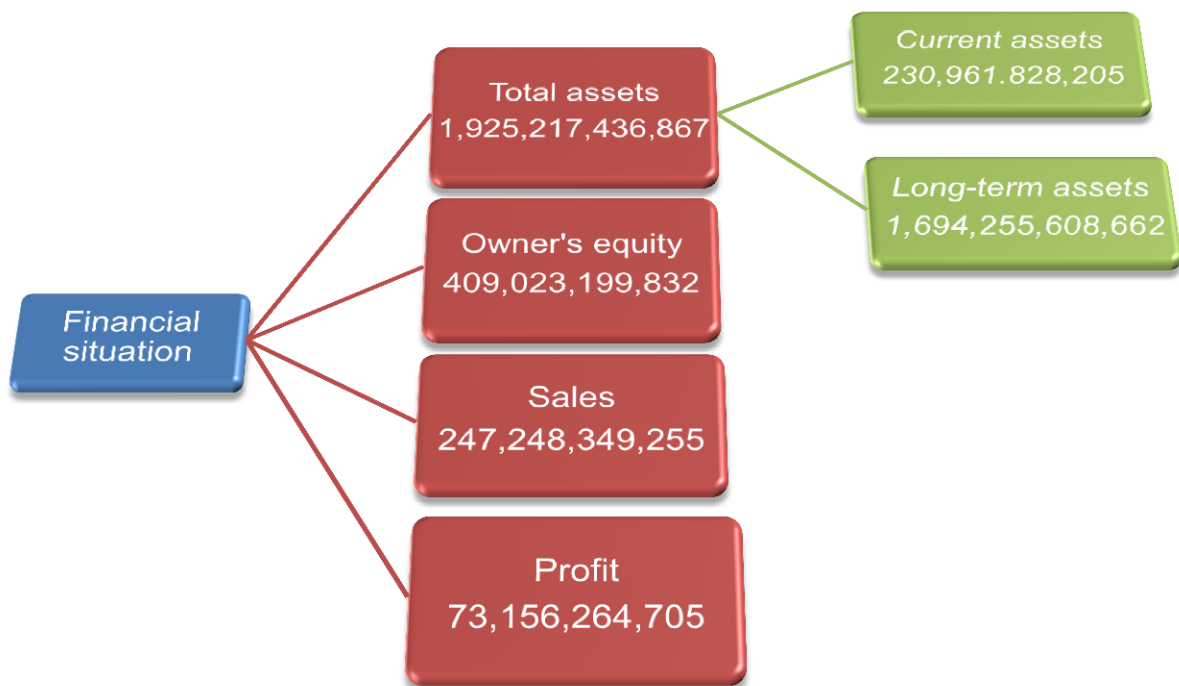 Financial
situation
Total assets
1,925,217,436,867
Owner's equity
409,023,199,832
Sales
247,248,349,255
Profit
73,156,264,705
Current assets
230,961.828,205
Long-term assets
1,694,255,608,662